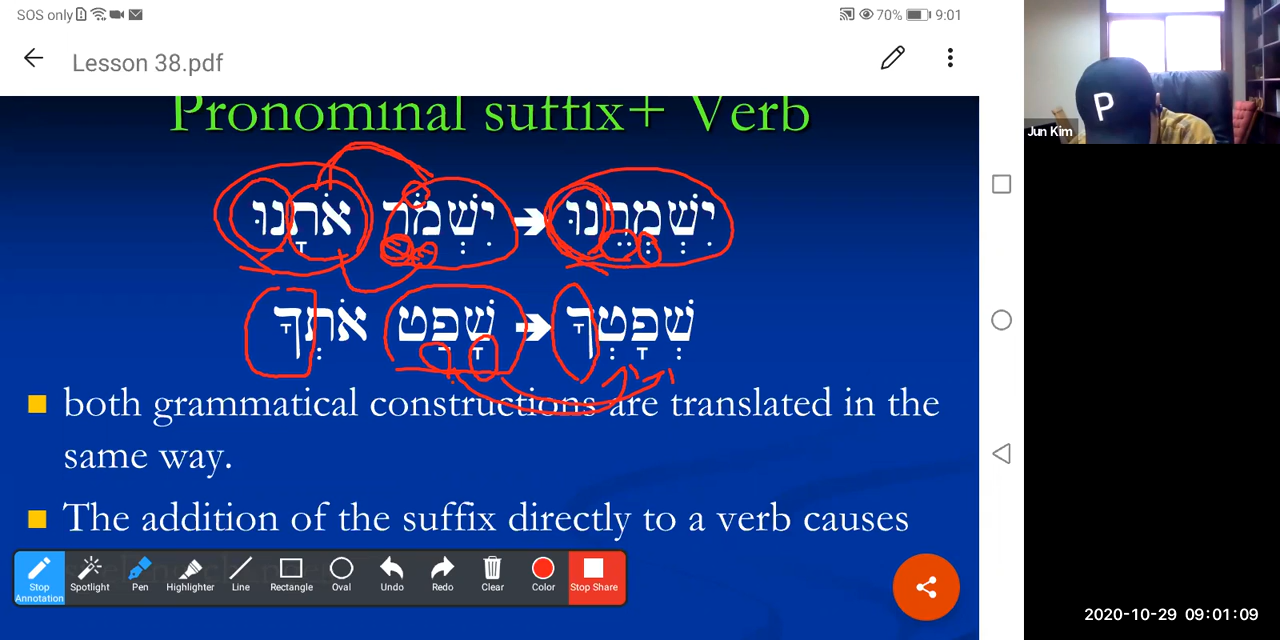 SOS only 70% 9:01
Lesson 38.pdf
Pronominal suffix+ Verb
יִשְׁמֹר אֹתָנוּ ➔ יִשְׁמְרֵנוּ
שָׁפַט אֹתְךָ ➔ שְׁפָטְךָ
both grammatical constructions are translated in the
same way.
The addition of the suffix directly to a verb causes
Stop Annotation Spotlight Pen Highlighter Line Rectangle Oval Undo Redo Clear Color Stop Share
P
Jun Kim
2020-10-29 09:01:09